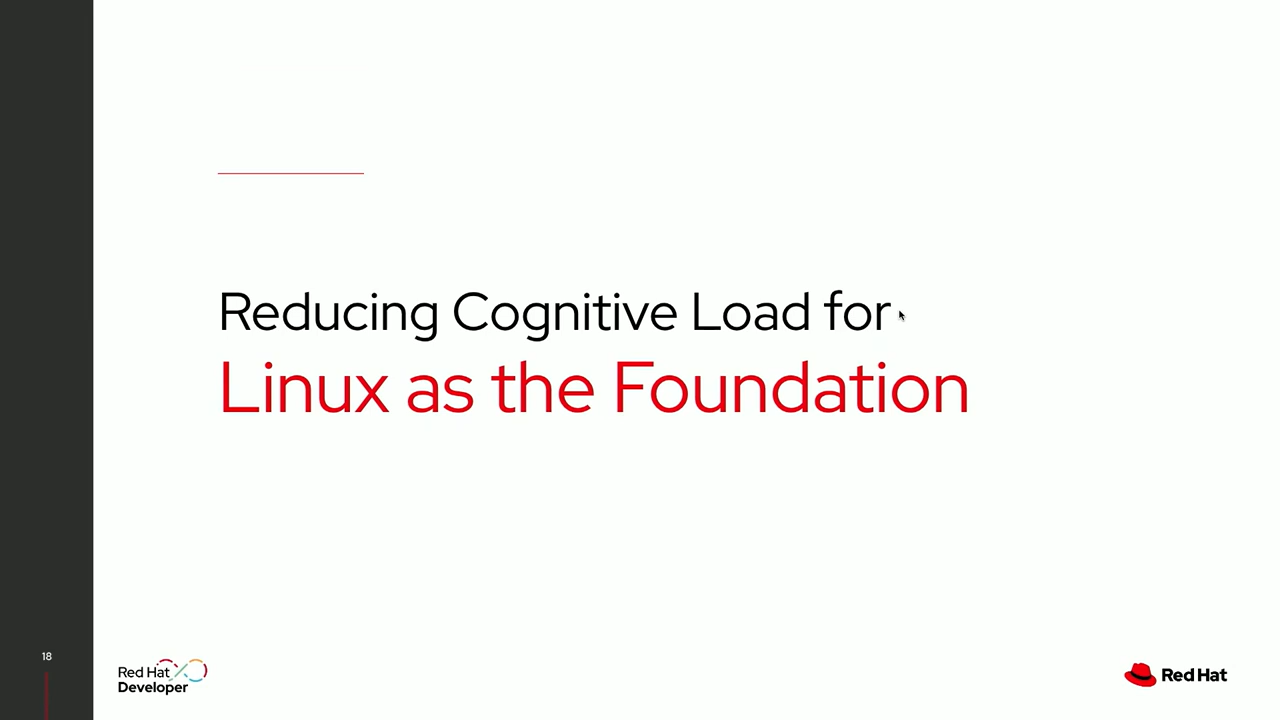 Reducing Cognitive Load for
Linux as the Foundation
18
Red Hat
Developer
Red Hat